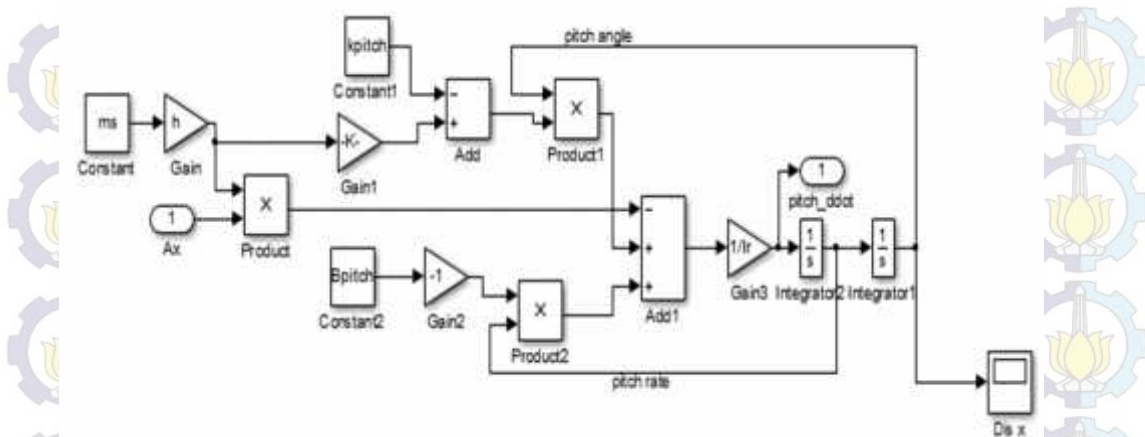 pitch angle
kpitch
Constant1
ms
Constant
h
Gain
-K-
Gain1
−
+
Add
X
Product1
1
Ax
X
Product
1
pitch_ddot
Bpitch
Constant2
-1
Gain2
X
Product2
−
+
+
Add1
1/Ir
Gain3
1
s
Integrator2
1
s
Integrator1
pitch rate
Dis x